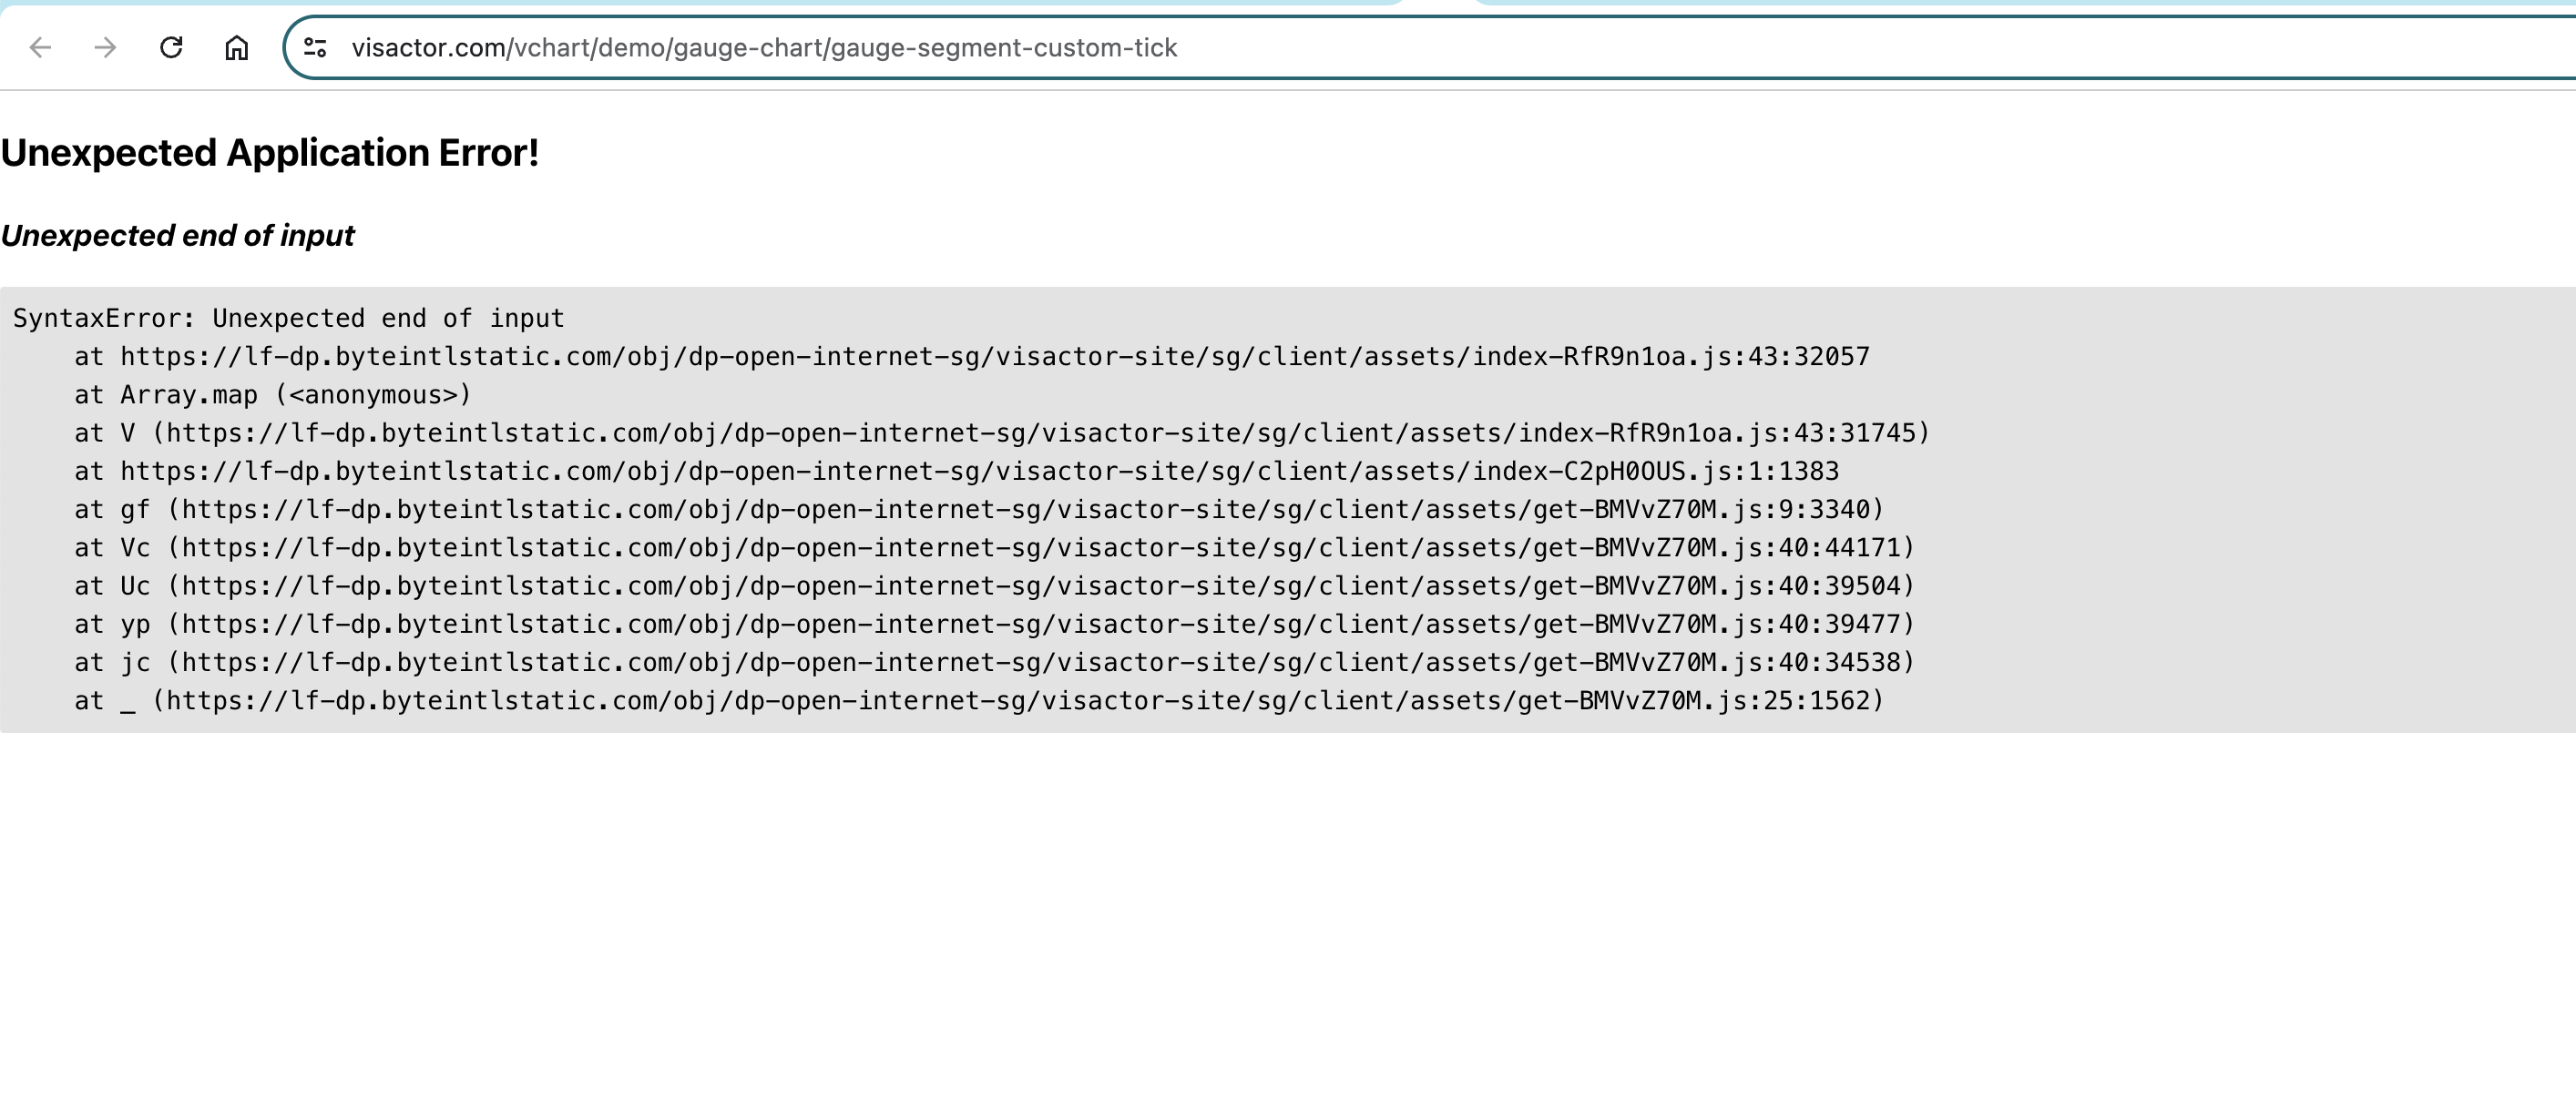 visactor.com/vchart/demo/gauge-chart/gauge-segment-custom-tick
Unexpected Application Error!
Unexpected end of input
SyntaxError: Unexpected end of input
    at https://lf-dp.byteintlstatic.com/obj/dp-open-internet-sg/visactor-site/sg/client/assets/index-RfR9n1oa.js:43:32057
    at Array.map (<anonymous>)
    at V (https://lf-dp.byteintlstatic.com/obj/dp-open-internet-sg/visactor-site/sg/client/assets/index-RfR9n1oa.js:43:31745)
    at https://lf-dp.byteintlstatic.com/obj/dp-open-internet-sg/visactor-site/sg/client/assets/index-C2pH0OUS.js:1:1383
    at gf (https://lf-dp.byteintlstatic.com/obj/dp-open-internet-sg/visactor-site/sg/client/assets/get-BMVvZ70M.js:9:3340)
    at Vc (https://lf-dp.byteintlstatic.com/obj/dp-open-internet-sg/visactor-site/sg/client/assets/get-BMVvZ70M.js:40:44171)
    at Uc (https://lf-dp.byteintlstatic.com/obj/dp-open-internet-sg/visactor-site/sg/client/assets/get-BMVvZ70M.js:40:39504)
    at yp (https://lf-dp.byteintlstatic.com/obj/dp-open-internet-sg/visactor-site/sg/client/assets/get-BMVvZ70M.js:40:39477)
    at jc (https://lf-dp.byteintlstatic.com/obj/dp-open-internet-sg/visactor-site/sg/client/assets/get-BMVvZ70M.js:40:34538)
    at _ (https://lf-dp.byteintlstatic.com/obj/dp-open-internet-sg/visactor-site/sg/client/assets/get-BMVvZ70M.js:25:1562)